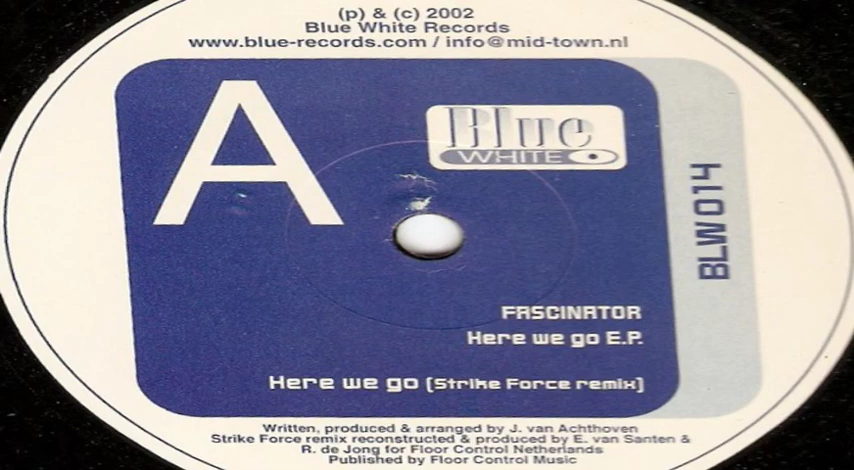 (p) & (c) 2002
Blue White Records
www.blue-records.com / info@mid-town.nl
A
Blue
WHITE
BLW014
FASCINATOR
Here we go E.P.
Here we go (Strike Force remix)
Written, produced & arranged by J. van Achthoven
Strike Force remix reconstructed & produced by E. van Santen &
R. de Jong for Floor Control Netherlands
Published by Floor Control Music